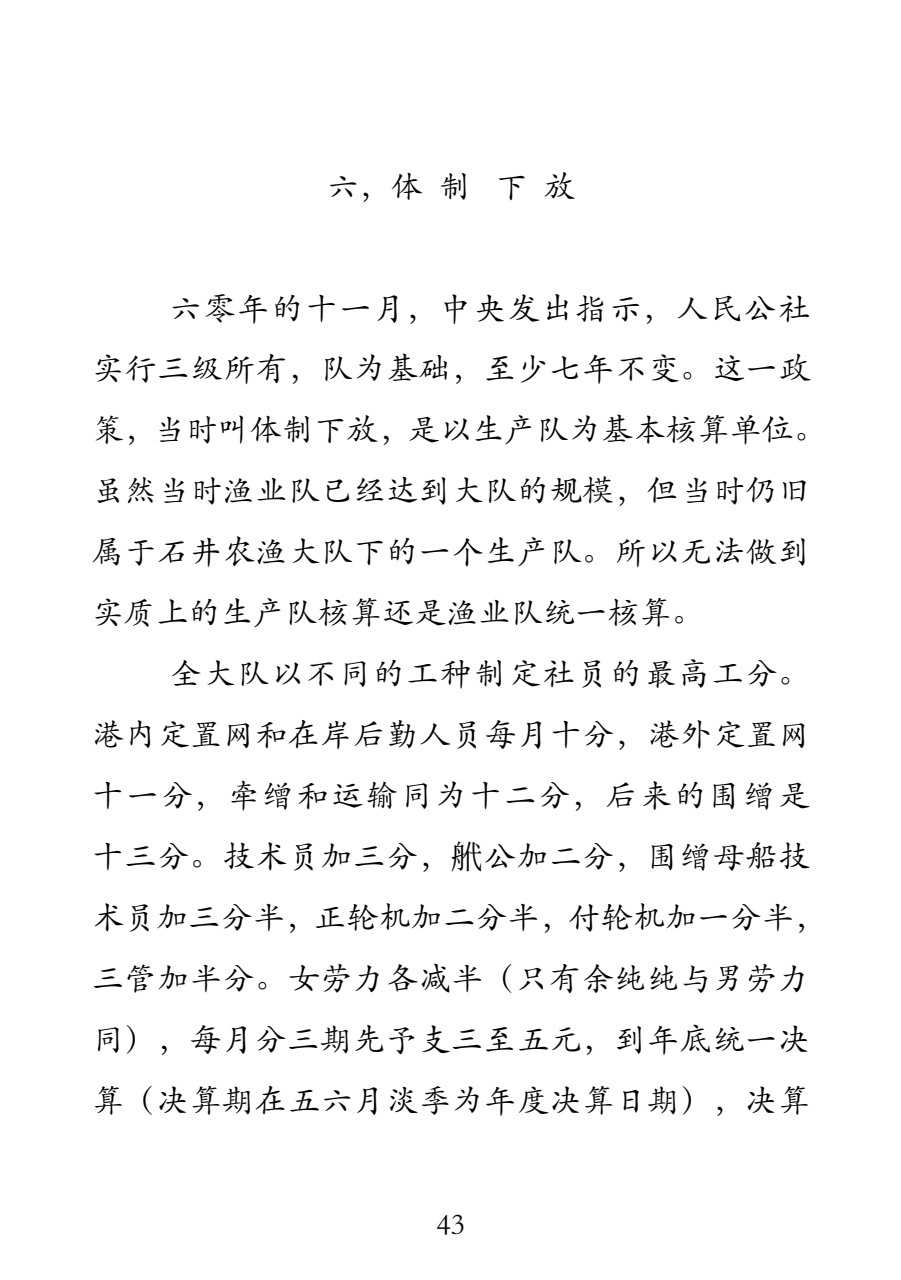 六，体 制 下 放
六零年的十一月，中央发出指示，人民公社
实行三级所有，队为基础，至少七年不变。这一政
策，当时叫体制下放，是以生产队为基本核算单位。
虽然当时渔业队已经达到大队的规模，但当时仍旧
属于石井农渔大队下的一个生产队。所以无法做到
实质上的生产队核算还是渔业队统一核算。
全大队以不同的工种制定社员的最高工分。
港内定置网和在岸后勤人员每月十分，港外定置网
十一分，牵缯和运输同为十二分，后来的围缯是
十三分。技术员加三分，舭公加二分，围缯母船技
术员加三分半，正轮机加二分半，付轮机加一分半，
三管加半分。女劳力各减半（只有余纯纯与男劳力
同），每月分三期先予支三至五元，到年底统一决
算（决算期在五六月淡季为年度决算日期），决算
43